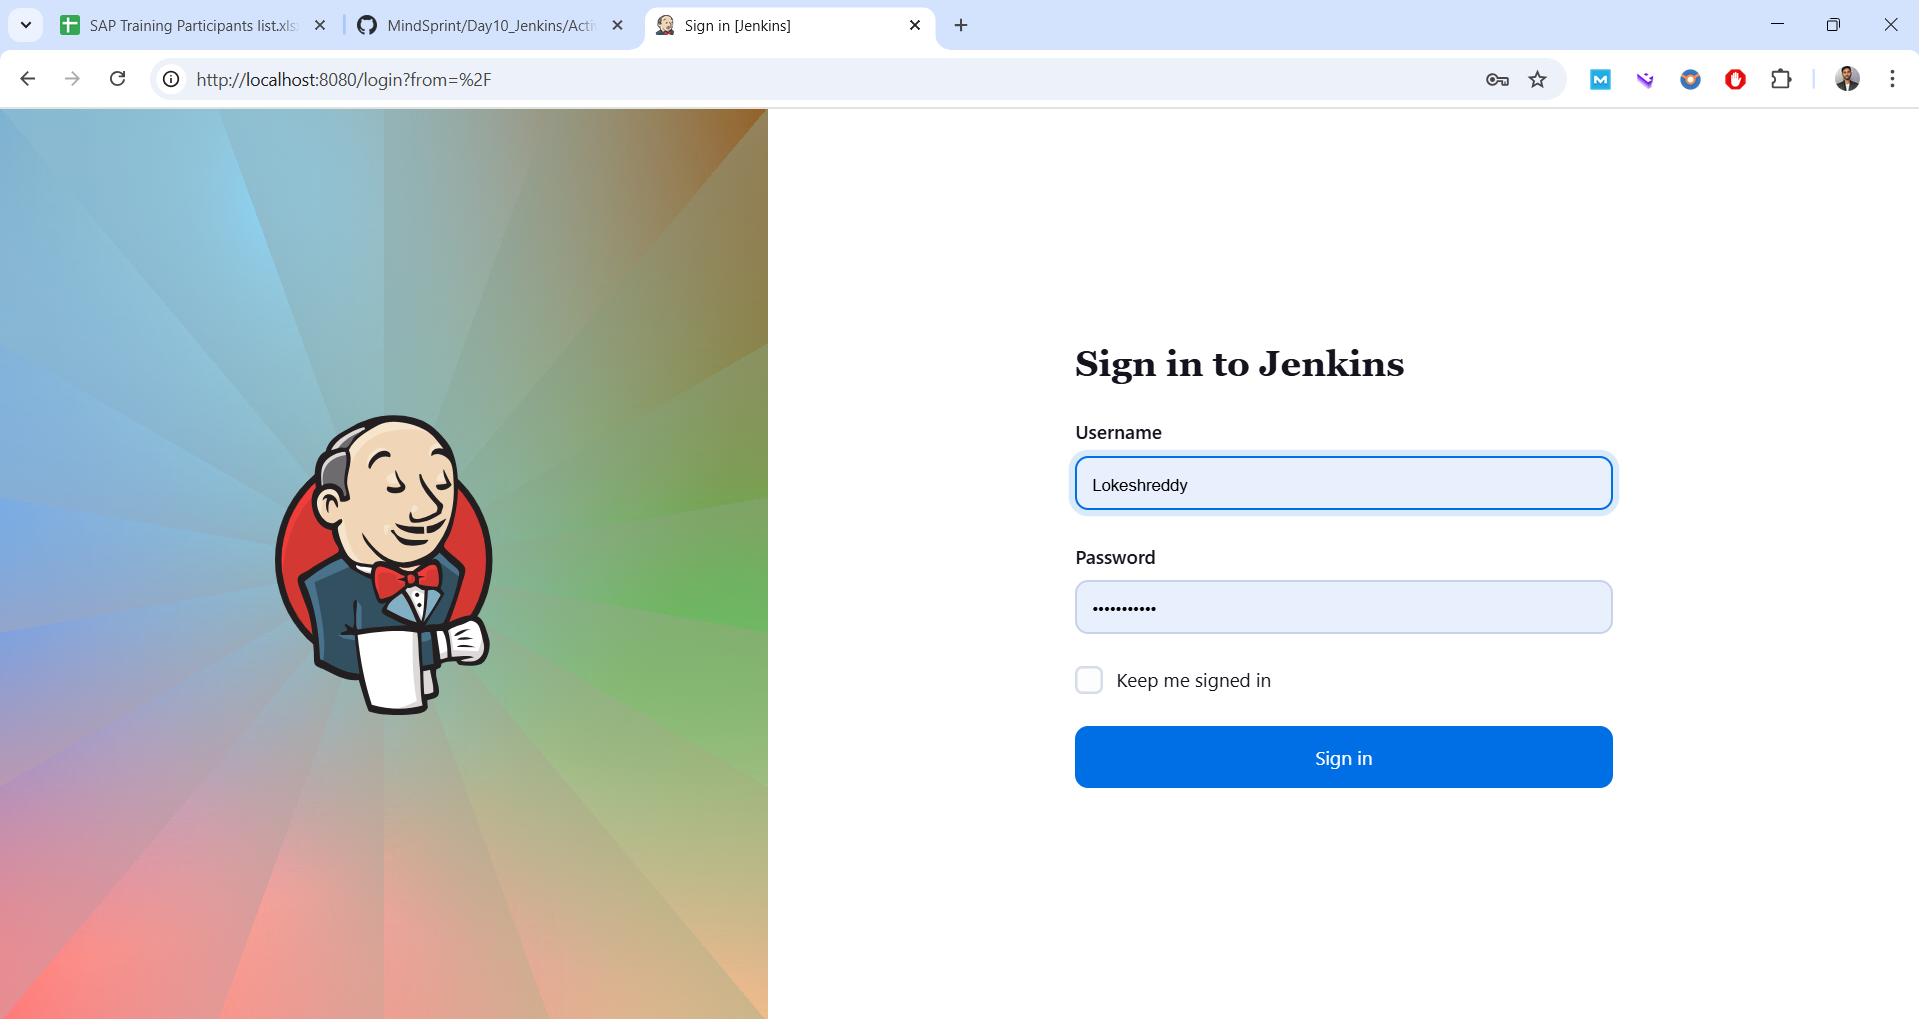 SAP Training Participants list.xls
MindSprint/Day10_Jenkins/Acti
Sign in [Jenkins]
http://localhost:8080/login?from=%2F
M
Sign in to Jenkins
Username
Lokeshreddy
Password
•••••••••••
Keep me signed in
Sign in